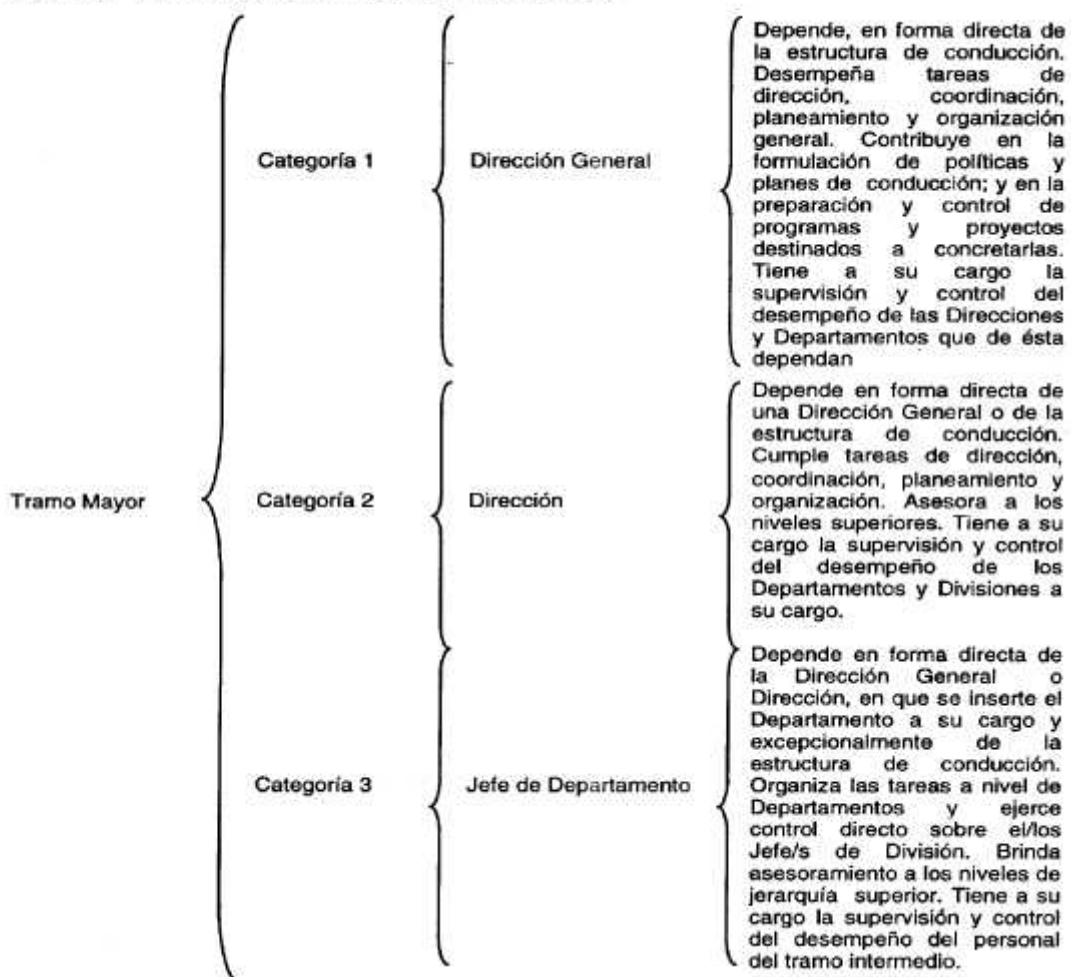 Tramo Mayor
Categoría 1
Dirección General
Depende, en forma directa de
la estructura de conducción.
Desempeña tareas de
dirección, coordinación,
planeamiento y organización
general. Contribuye en la
formulación de políticas y
planes de conducción; y en la
preparación y control de
programas y proyectos
destinados a concretarlas.
Tiene a su cargo la
supervisión y control del
desempeño de las Direcciones
y Departamentos que de ésta
dependan
Categoría 2
Dirección
Depende en forma directa de
una Dirección General o de la
estructura de conducción.
Cumple tareas de dirección,
coordinación, planeamiento y
organización. Asesora a los
niveles superiores. Tiene a su
cargo la supervisión y control
del desempeño de los
Departamentos y Divisiones a
su cargo.
Categoría 3
Jefe de Departamento
Depende en forma directa de
la Dirección General o
Dirección, en que se inserte el
Departamento a su cargo y
excepcionalmente de la
estructura de conducción.
Organiza las tareas a nivel de
Departamentos y ejerce
control directo sobre el/los
Jefe/s de División. Brinda
asesoramiento a los niveles de
jerarquía superior. Tiene a su
cargo la supervisión y control
del desempeño del personal
del tramo intermedio.